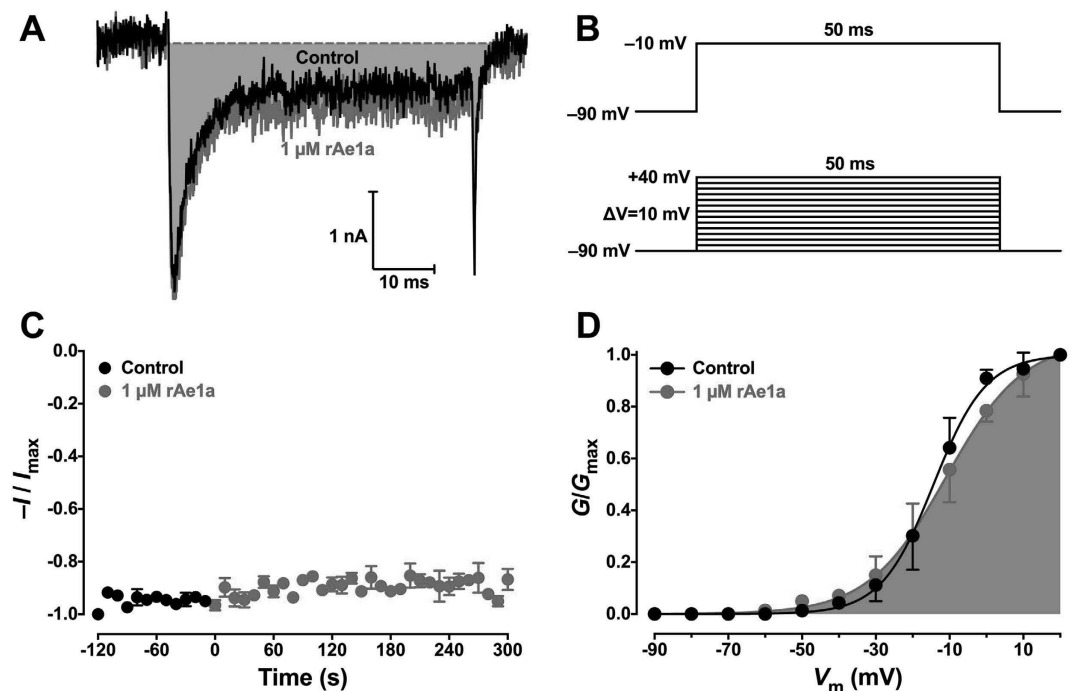 A
Control
1 µM rAe1a
1 nA
10 ms
B
–10 mV
50 ms
–90 mV
50 ms
+40 mV
ΔV=10 mV
–90 mV
C
Control
1 µM rAe1a
0.0
-0.2
-0.4
-0.6
-0.8
-1.0
–I / Imax
-120 -60 0 60 120 180 240 300
Time (s)
D
Control
1 µM rAe1a
1.0
0.8
0.6
0.4
0.2
0.0
G/Gmax
-90 -70 -50 -30 -10 10
Vm (mV)